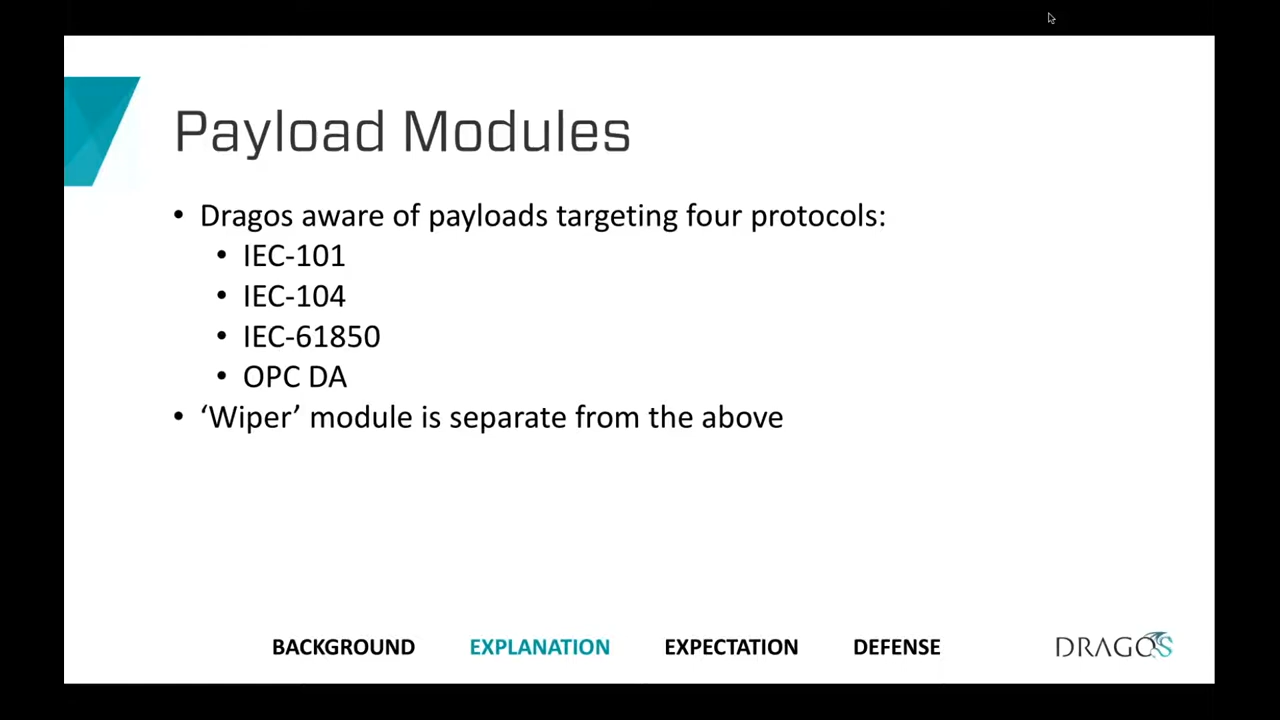 Payload Modules
• Dragos aware of payloads targeting four protocols:
• IEC-101
• IEC-104
• IEC-61850
• OPC DA
• ‘Wiper’ module is separate from the above
BACKGROUND EXPLANATION EXPECTATION DEFENSE DRAGOS